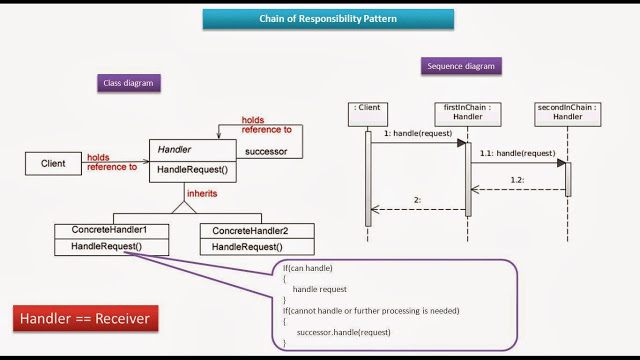 Chain of Responsibility Pattern
Class diagram
Sequence diagram
holds
reference to
Client
holds
reference to
Handler
HandleRequest()
successor
inherits
ConcreteHandler1
HandleRequest()
ConcreteHandler2
HandleRequest()
: Client
firstInChain :
Handler
secondInChain :
Handler
1: handle(request)
1.1: handle(request)
1.2:
2:
If(can handle)
{
handle request
}
If(cannot handle or further processing is needed)
{
successor.handle(request)
}
Handler == Receiver